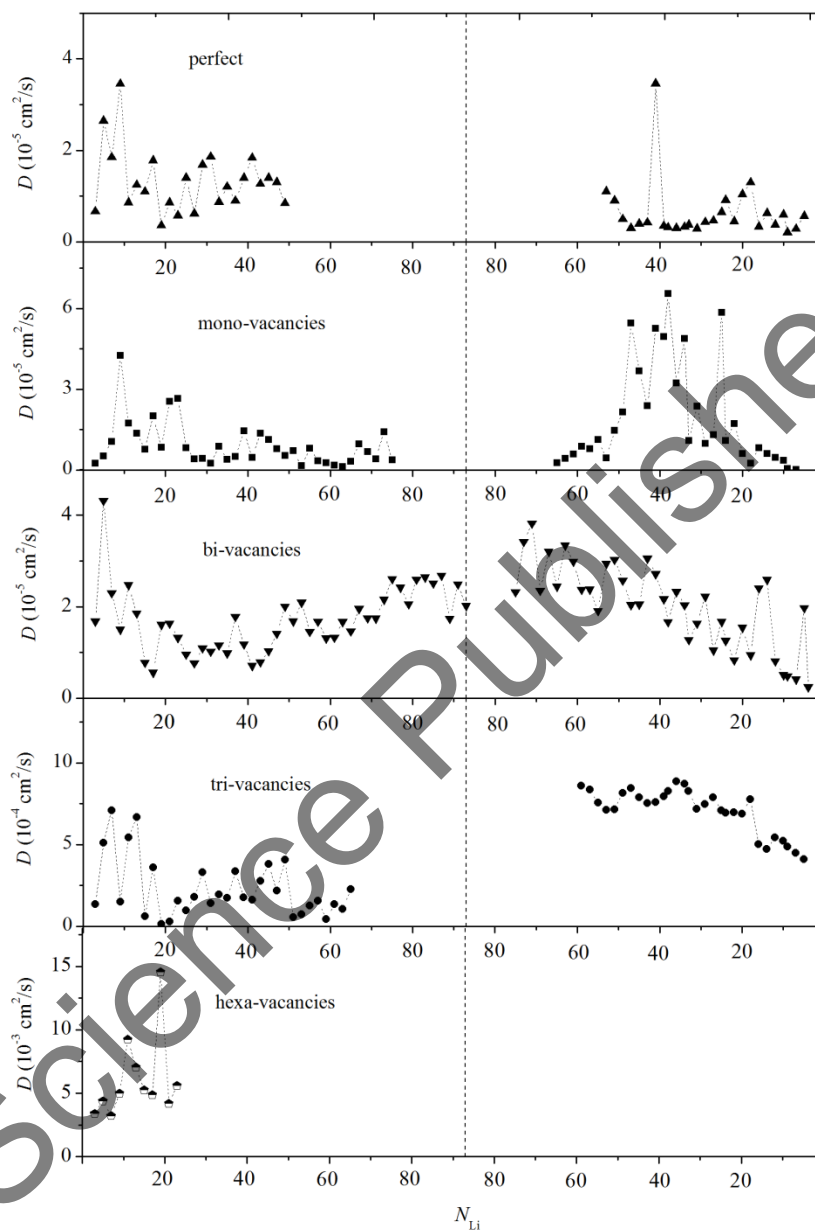 perfect
D (10⁻⁵ cm²/s)
4
2
0
20 40 60 80 80 60 40 20
mono-vacancies
D (10⁻⁵ cm²/s)
6
3
0
20 40 60 80 80 60 40 20
bi-vacancies
D (10⁻⁵ cm²/s)
4
2
0
20 40 60 80 80 60 40 20
tri-vacancies
D (10⁻⁴ cm²/s)
10
5
0
20 40 60 80 80 60 40 20
hexa-vacancies
D (10⁻³ cm²/s)
15
10
5
0
20 40 60 80 80 60 40 20
N_Li
Science Publishe